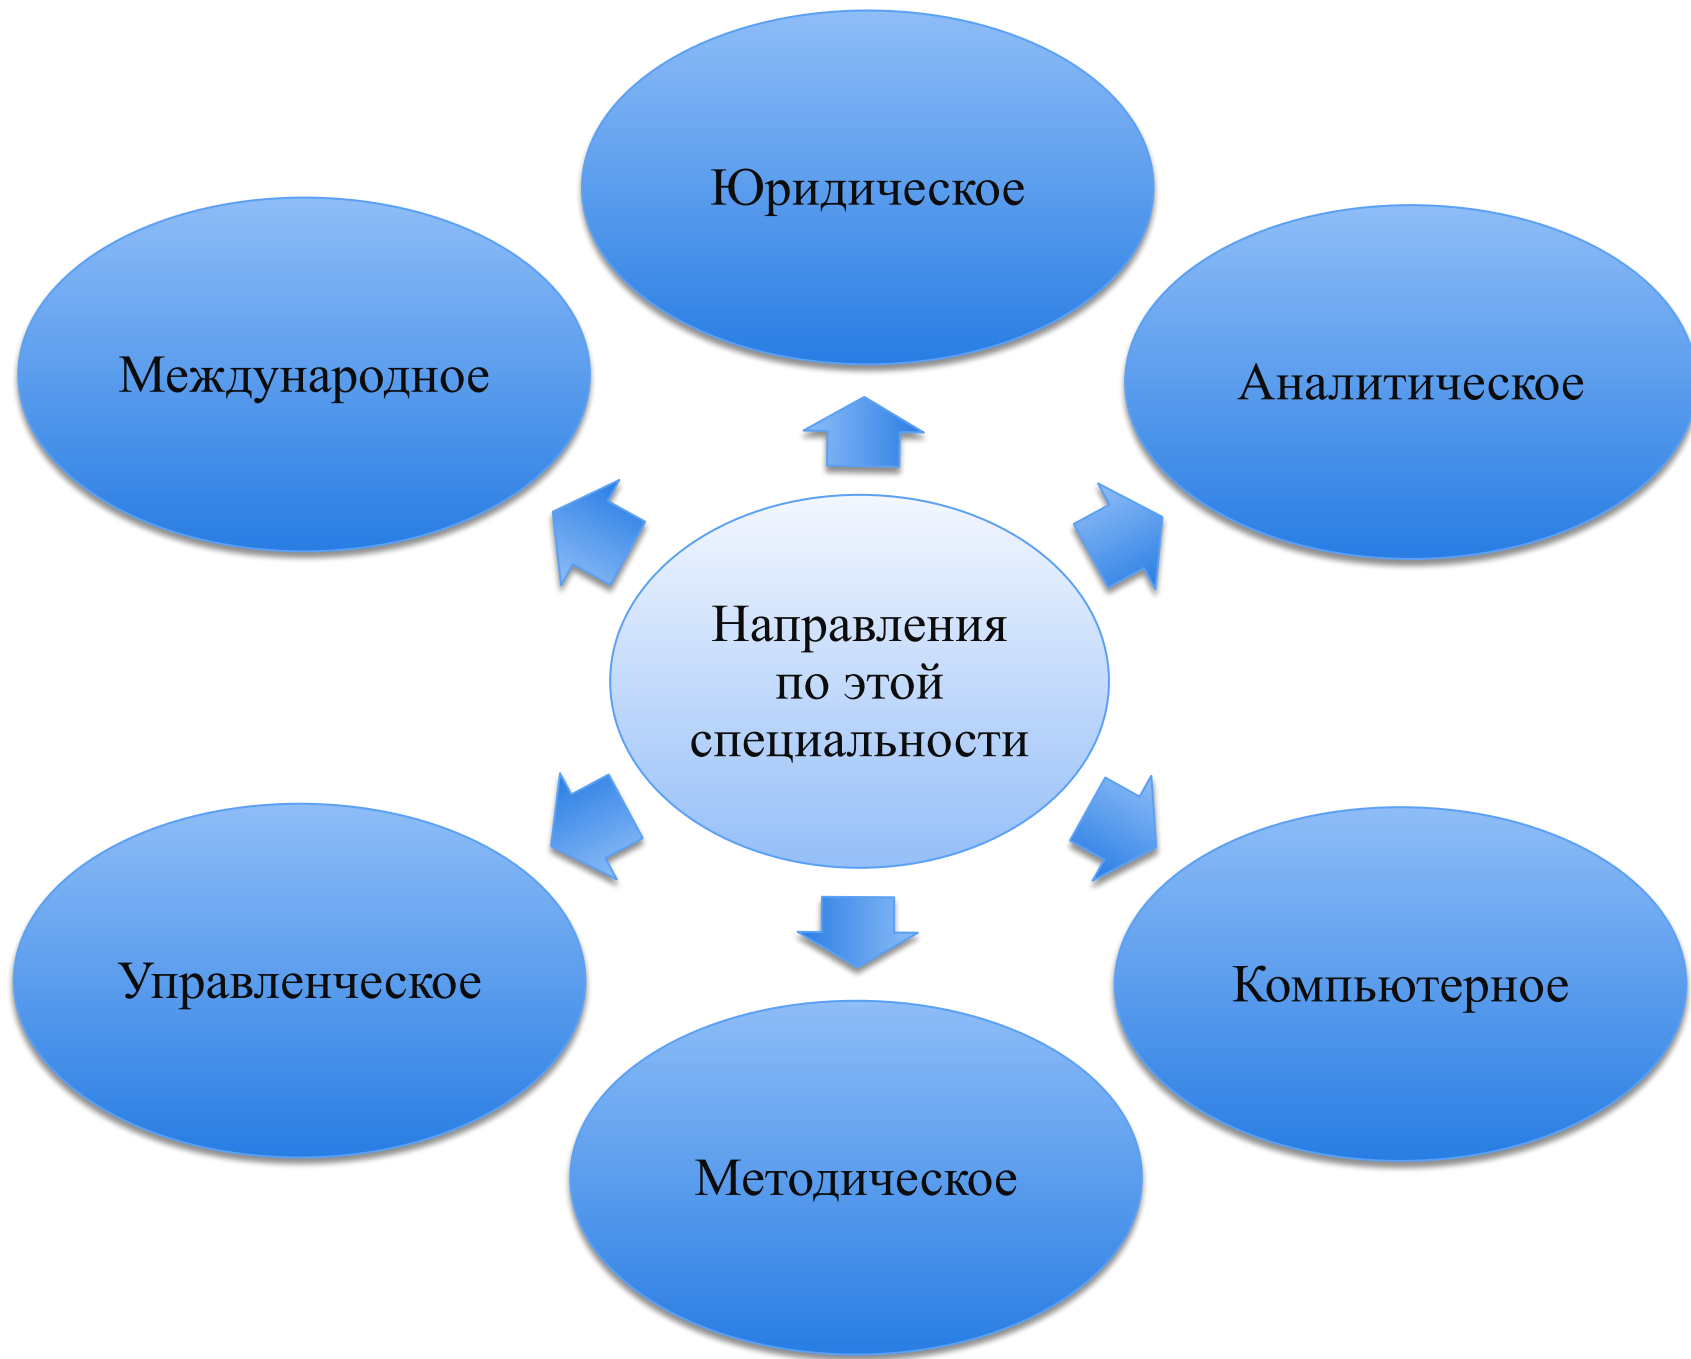 Юридическое
Международное
Аналитическое
Направления
по этой
специальности
Управленческое
Компьютерное
Методическое